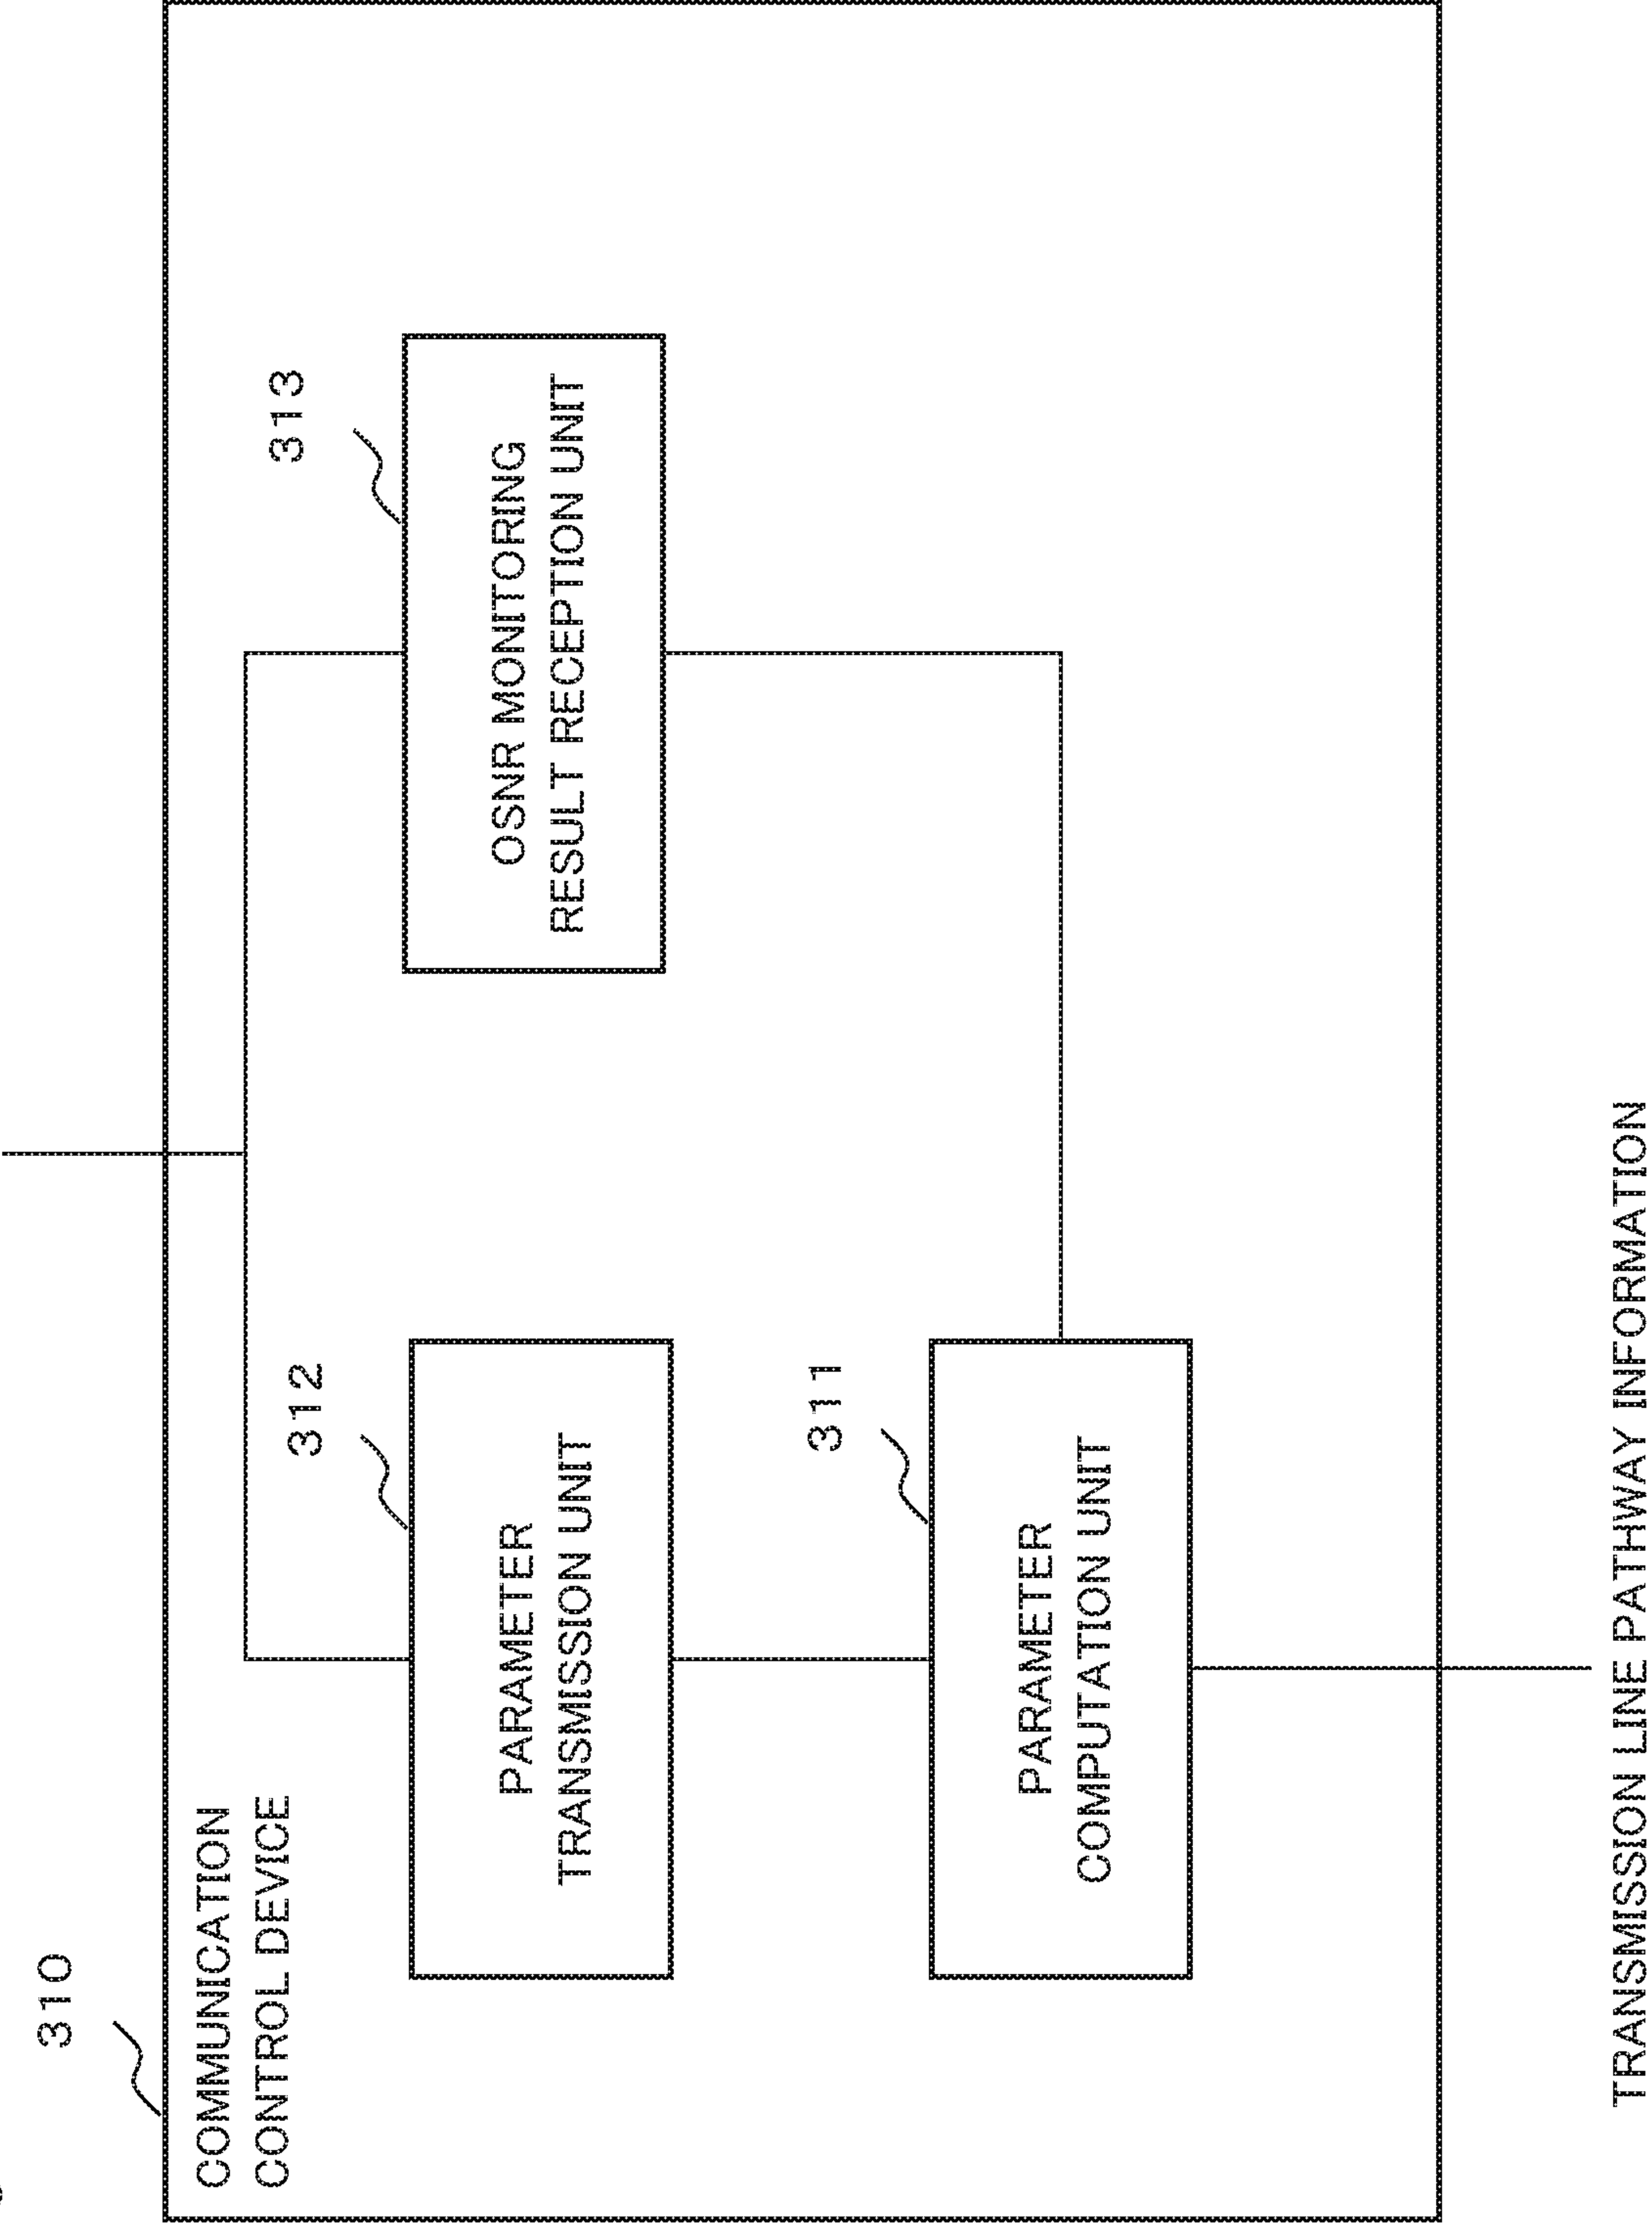 310
COMMUNICATION
CONTROL DEVICE
312
PARAMETER
TRANSMISSION UNIT
313
OSNR MONITORING
RESULT RECEPTION UNIT
311
PARAMETER
COMPUTATION UNIT
TRANSMISSION LINE PATHWAY INFORMATION